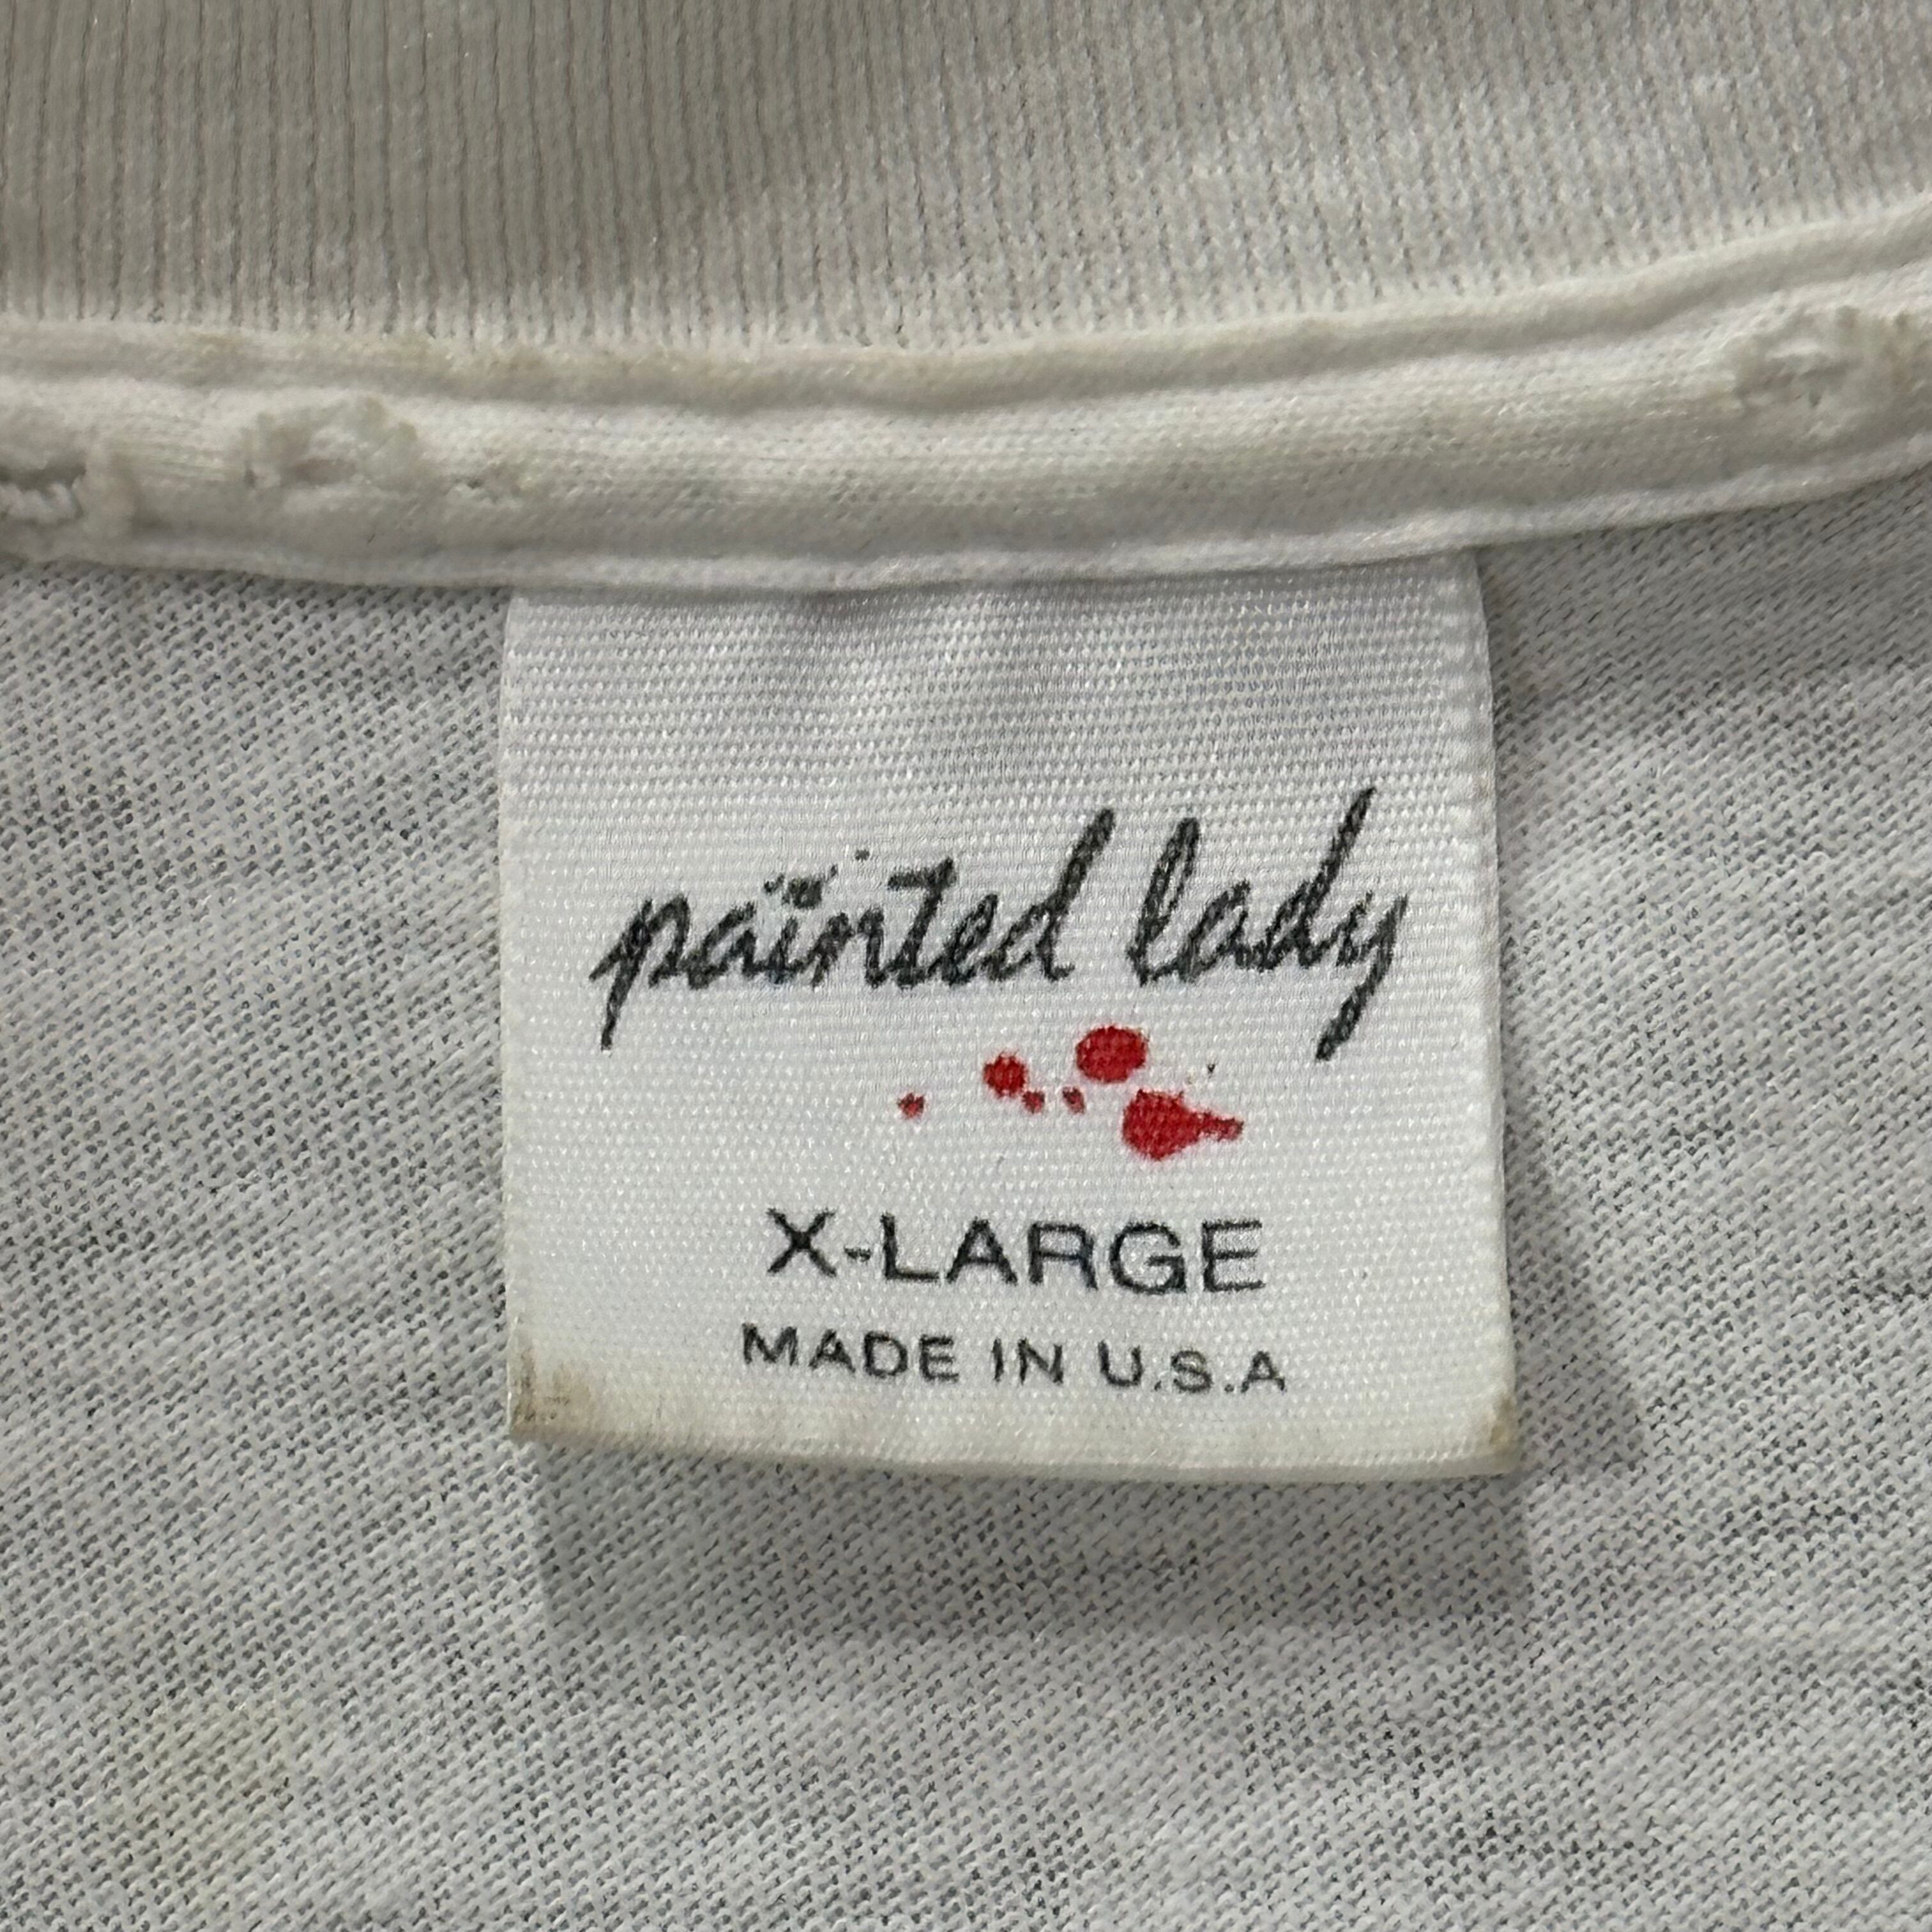 painted lady
X-LARGE
MADE IN U.S.A